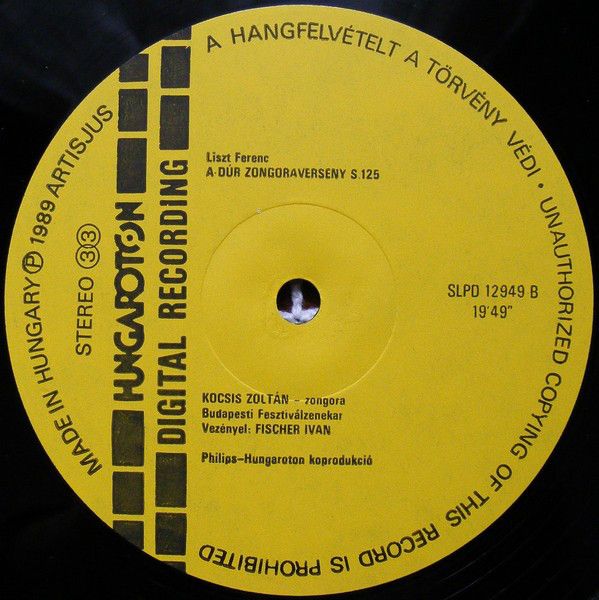 A HANGFELVÉTELT A TÖRVÉNY VÉDI • UNAUTHORIZED COPYING OF THIS RECORD IS PROHIBITED
MADE IN HUNGARY Ⓟ 1989 ARTISJUS
STEREO 33
HUNGAROTON
DIGITAL RECORDING
Liszt Ferenc
A-DÚR ZONGORAVERSENY S.125
SLPD 12949 B
19'49"
KOCSIS ZOLTÁN – zongora
Budapesti Fesztiválzenekar
Vezényel: FISCHER IVAN
Philips–Hungaroton koprodukció